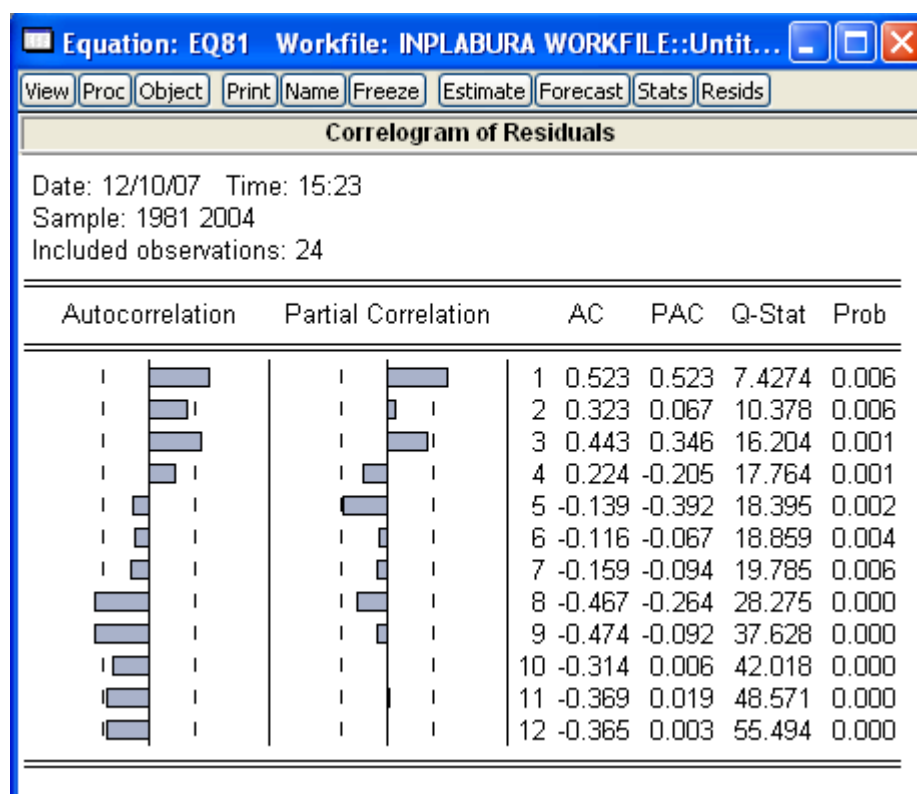 Equation: EQ81 Workfile: INPLABURA WORKFILE::Untit...
View Proc Object Print Name Freeze Estimate Forecast Stats Resids
Correlogram of Residuals
Date: 12/10/07 Time: 15:23
Sample: 1981 2004
Included observations: 24
Autocorrelation Partial Correlation AC PAC Q-Stat Prob
1 0.523 0.523 7.4274 0.006
2 0.323 0.067 10.378 0.006
3 0.443 0.346 16.204 0.001
4 0.224 -0.205 17.764 0.001
5 -0.139 -0.392 18.395 0.002
6 -0.116 -0.067 18.859 0.004
7 -0.159 -0.094 19.785 0.006
8 -0.467 -0.264 28.275 0.000
9 -0.474 -0.092 37.628 0.000
10 -0.314 0.006 42.018 0.000
11 -0.369 0.019 48.571 0.000
12 -0.365 0.003 55.494 0.000